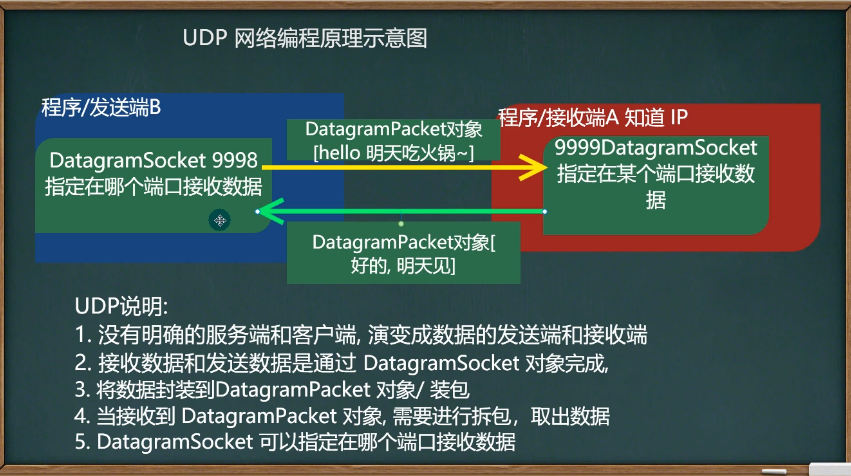 UDP 网络编程原理示意图
程序/发送端B
DatagramSocket 9998
指定在哪个端口接收数据
DatagramPacket对象
[hello 明天吃火锅~]
程序/接收端A 知道 IP
9999DatagramSocket
指定在某个端口接收数
据
DatagramPacket对象[
好的, 明天见]
UDP说明:
1. 没有明确的服务端和客户端, 演变成数据的发送端和接收端
2. 接收数据和发送数据是通过 DatagramSocket 对象完成,
3. 将数据封装到DatagramPacket 对象/ 装包
4. 当接收到 DatagramPacket 对象, 需要进行拆包，取出数据
5. DatagramSocket 可以指定在哪个端口接收数据